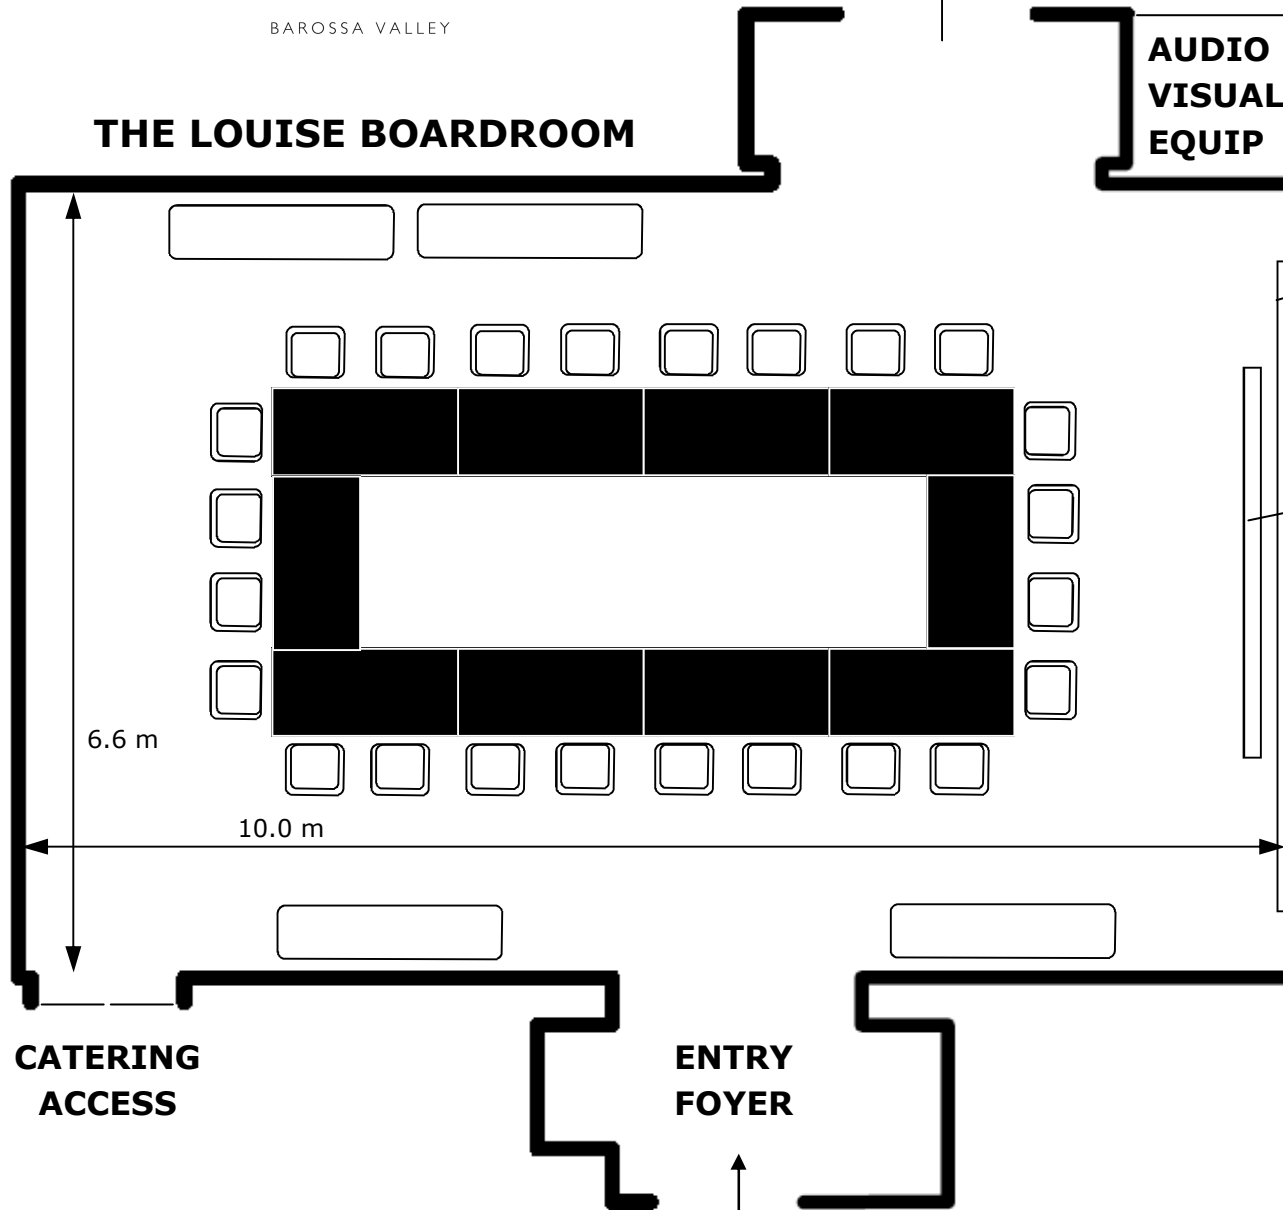 BAROSSA VALLEY
THE LOUISE BOARDROOM
AUDIO
VISUAL
EQUIP
6.6 m
10.0 m
CATERING
ACCESS
ENTRY
FOYER